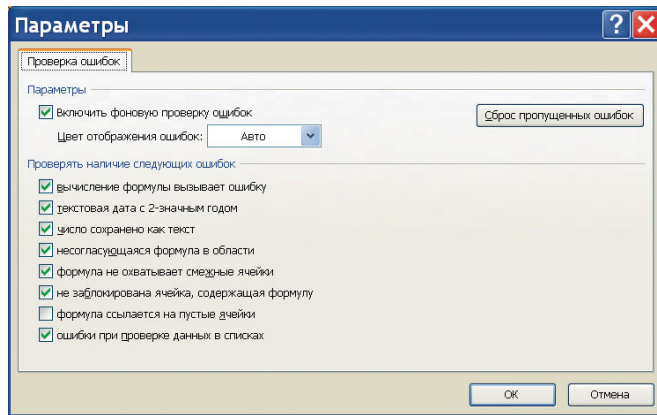 Параметры
Проверка ошибок
Параметры
Включить фоновую проверку ошибок
Сброс пропущенных ошибок
Цвет отображения ошибок: Авто
Проверять наличие следующих ошибок
вычисление формулы вызывает ошибку
текстовая дата с 2-значным годом
число сохранено как текст
несогласующаяся формула в области
формула не охватывает смежные ячейки
не заблокирована ячейка, содержащая формулу
формула ссылается на пустые ячейки
ошибки при проверке данных в списках
ОК Отмена